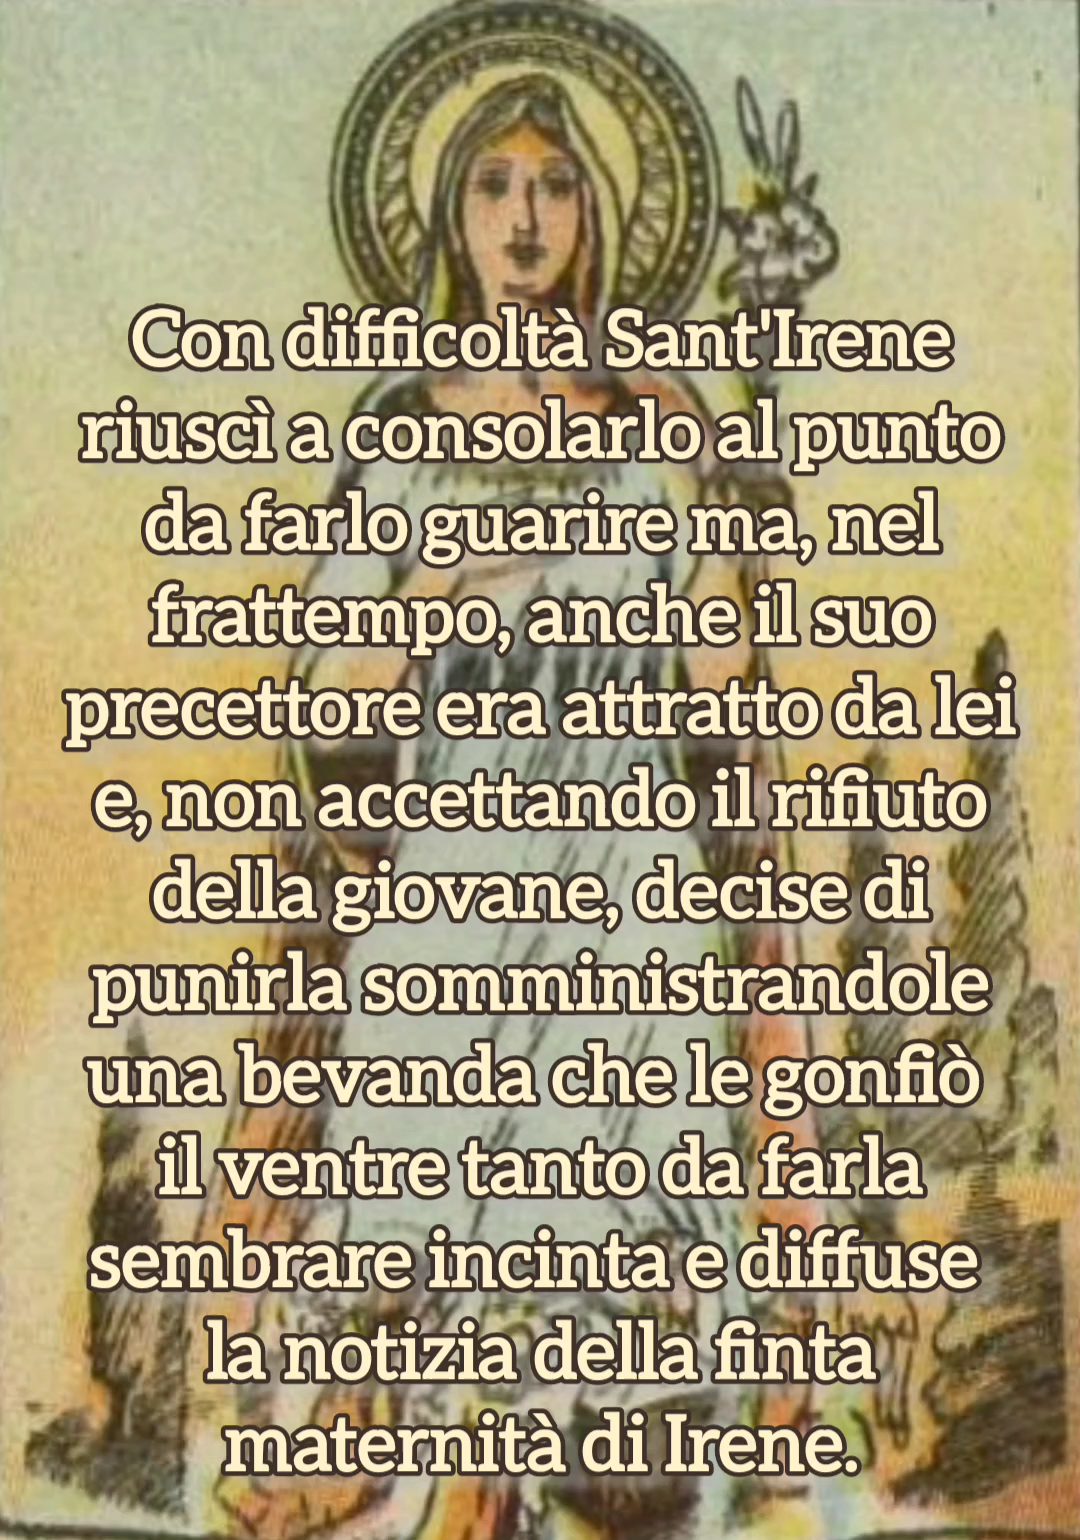 Con difficoltà Sant'Irene
riuscì a consolarlo al punto
da farlo guarire ma, nel
frattempo, anche il suo
precettore era attratto da lei
e, non accettando il rifiuto
della giovane, decise di
punirla somministrandole
una bevanda che le gonfiò
il ventre tanto da farla
sembrare incinta e diffuse
la notizia della finta
maternità di Irene.